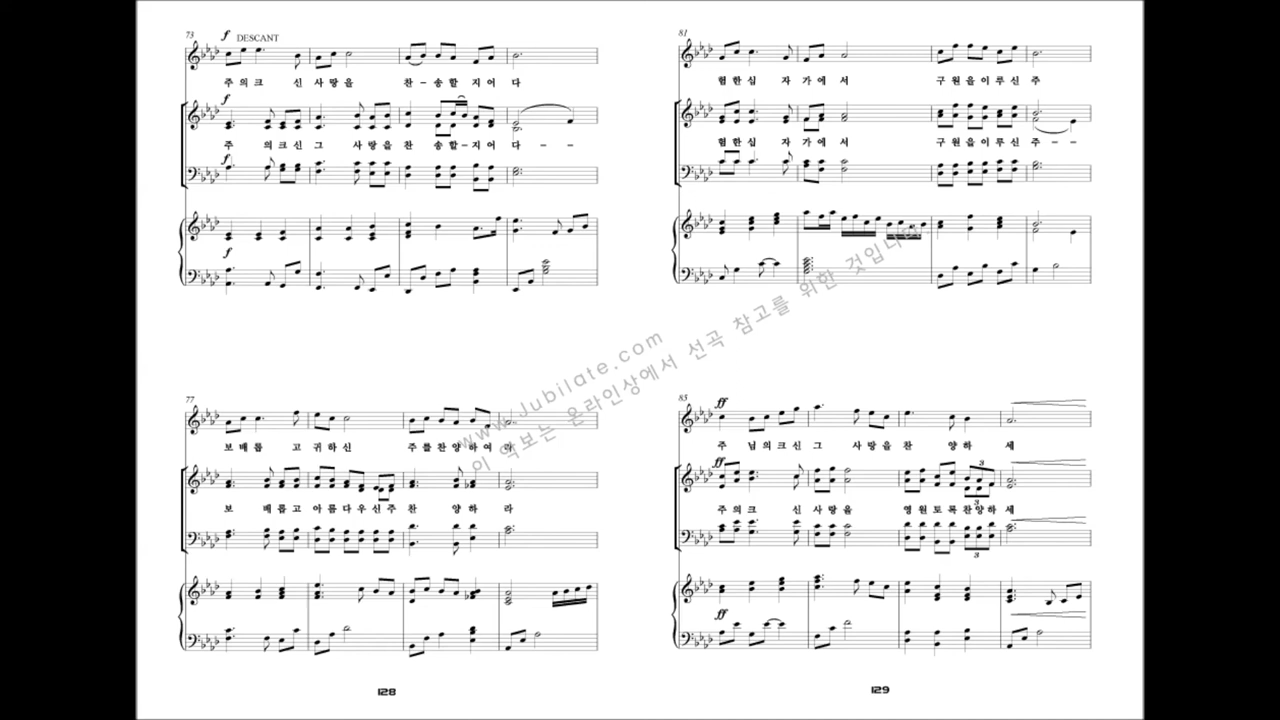 73
f DESCANT
주의크 신 사 랑 을 찬 - 송 할 지 어 다
f
주 의크신 그 사 랑 을 찬 송할-지 어 다 - -
f
f
77
보 배 롭 고 귀 하 신 주 를 찬 양 하 여 라
보 배롭고 아 름 다 우 신 주 찬 양 하 라
128
81
험 한 십 자 가 에 서 구 원 을 이 루 신 주
험 한 십 자 가 에 서 구 원 을 이 루 신 주 - -
85
ff
주 님 의 크 신 그 사 랑 을 찬 양 하 세
ff
3
3
주 의 크 신 사 랑 을 영 원 토 록 찬 양 하 세
3
ff
129
www.Jubilate.com
이 악보는 온라인상에서 선곡 참고를 위한 것입니다